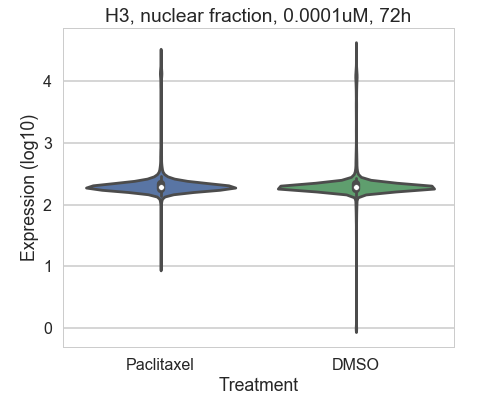 H3, nuclear fraction, 0.0001uM, 72h
Expression (log10)
4
3
2
1
0
Paclitaxel DMSO
Treatment